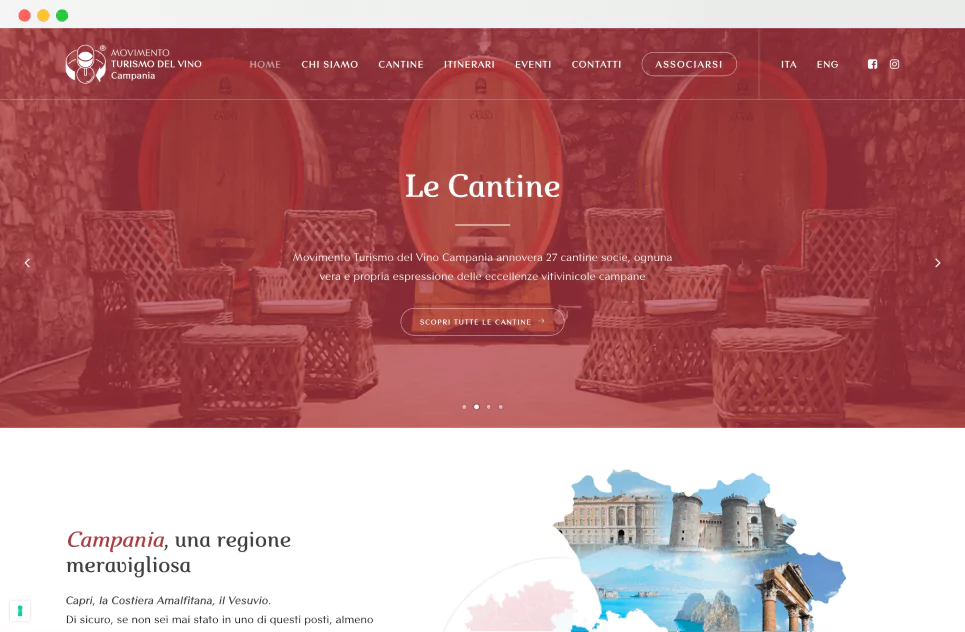 MOVIMENTO
TURISMO DEL VINO
Campania
HOME
CHI SIAMO
CANTINE
ITINERARI
EVENTI
CONTATTI
ASSOCIARSI
ITA
ENG
Le Cantine
Movimento Turismo del Vino Campania annovera 27 cantine socie, ognuna
vera e propria espressione delle eccellenze vitivinicole campane
SCOPRI TUTTE LE CANTINE
Campania, una regione
meravigliosa
Capri, la Costiera Amalfitana, il Vesuvio.
Di sicuro, se non sei mai stato in uno di questi posti, almeno